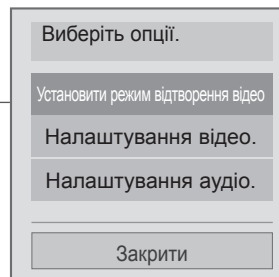 Виберіть опції.
Установити режим відтворення відео
Налаштування відео.
Налаштування аудіо.
Закрити